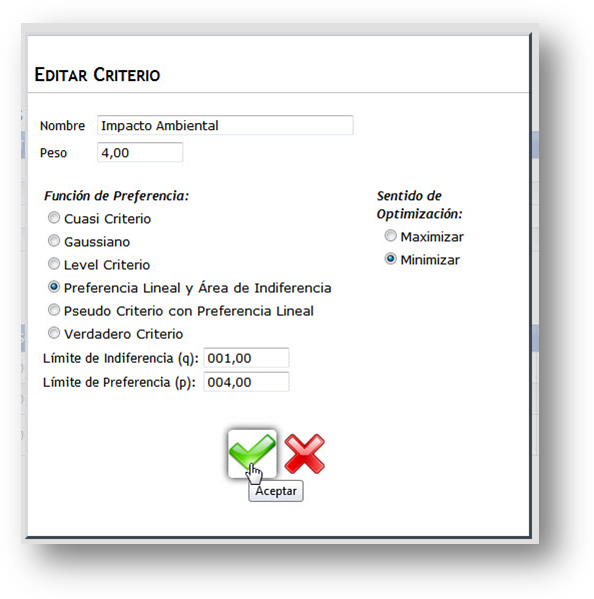 EDITAR CRITERIO
Nombre Impacto Ambiental
Peso 4,00
Función de Preferencia:
Cuasi Criterio
Gaussiano
Level Criterio
Preferencia Lineal y Área de Indiferencia
Pseudo Criterio con Preferencia Lineal
Verdadero Criterio
Sentido de
Optimización:
Maximizar
Minimizar
Límite de Indiferencia (q): 001,00
Límite de Preferencia (p): 004,00
Aceptar